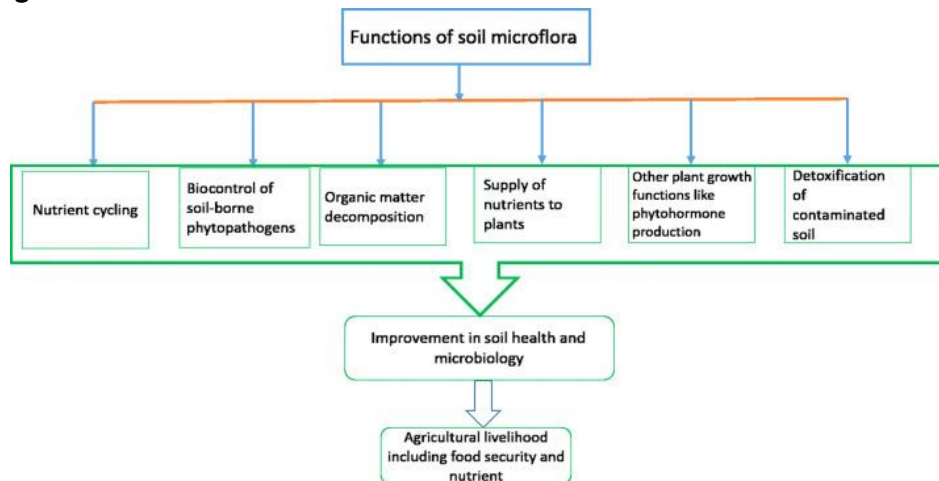 Functions of soil microflora
Nutrient cycling
Biocontrol of
soil-borne
phytopathogens
Organic matter
decomposition
Supply of
nutrients to
plants
Other plant growth
functions like
phytohormone
production
Detoxification
of
contaminated
soil
Improvement in soil health and
microbiology
Agricultural livelihood
including food security and
nutrient